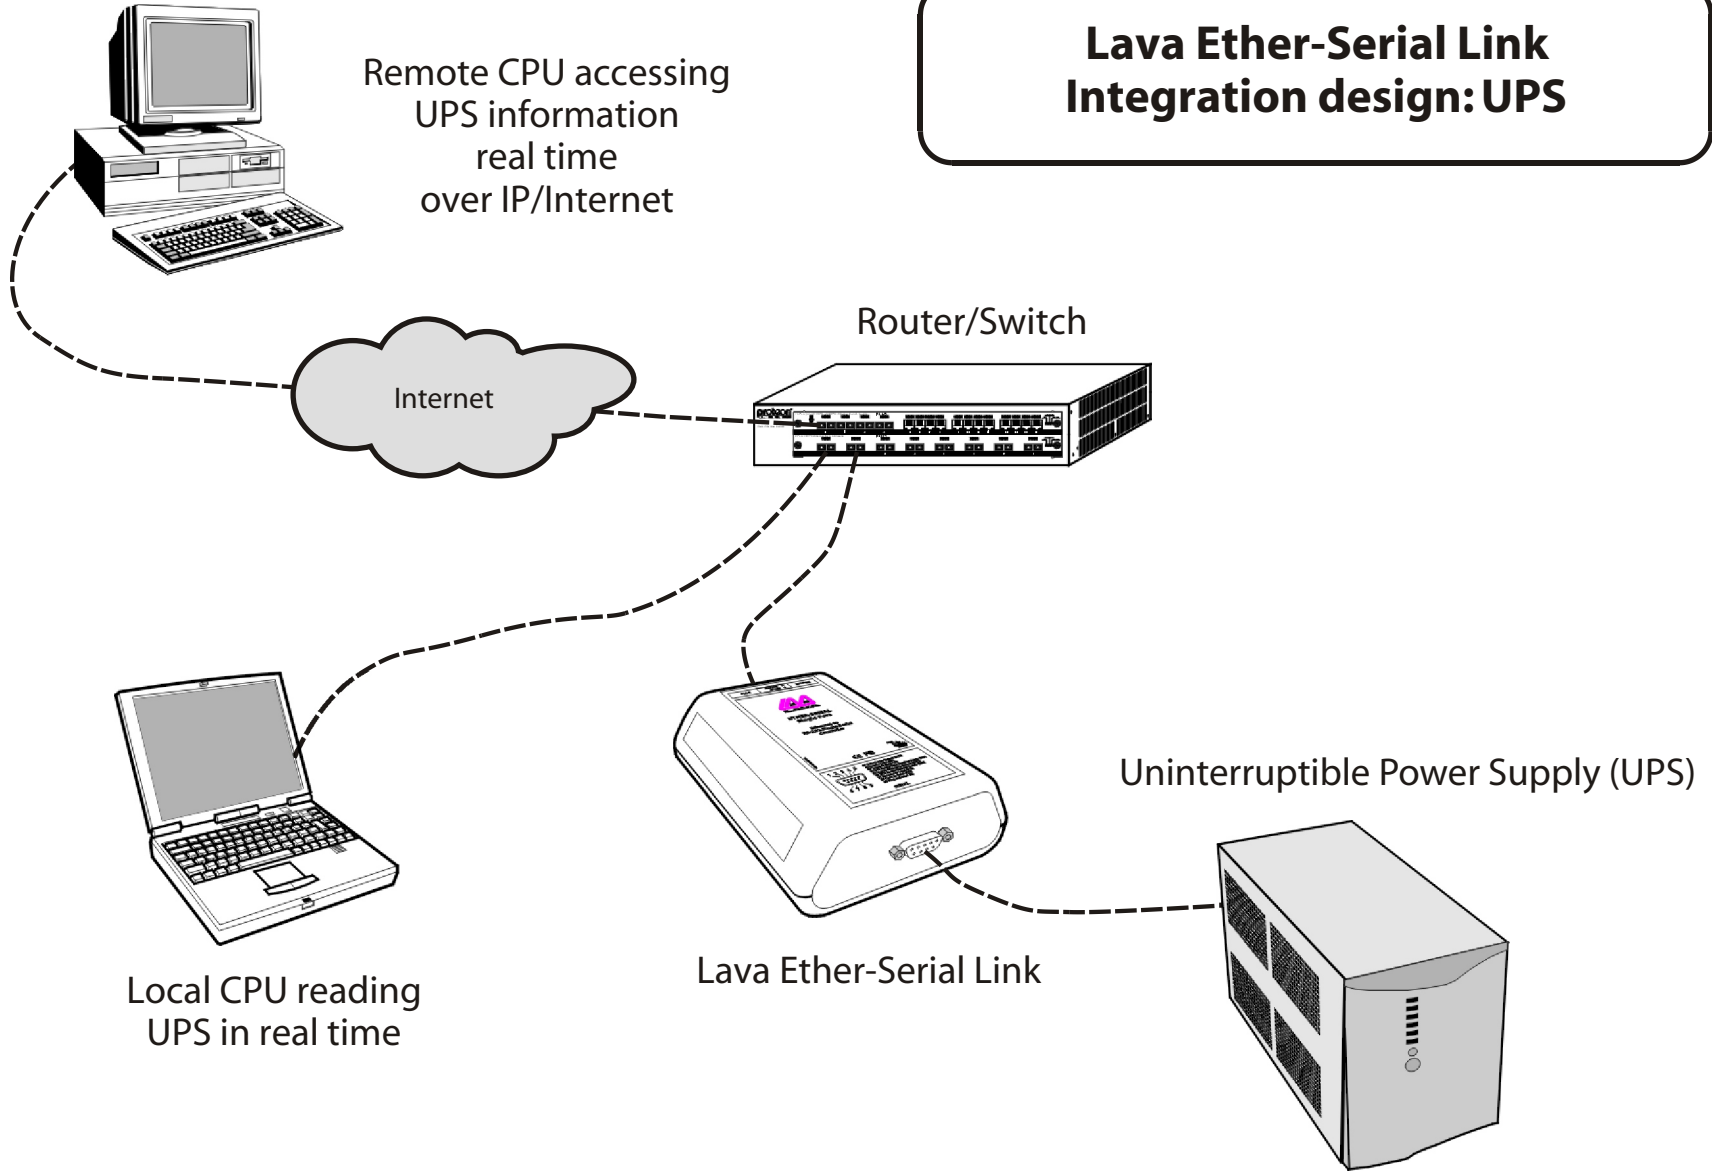 Lava Ether-Serial Link
Integration design: UPS
Remote CPU accessing
UPS information
real time
over IP/Internet
Router/Switch
Internet
Uninterruptible Power Supply (UPS)
Lava Ether-Serial Link
Local CPU reading
UPS in real time